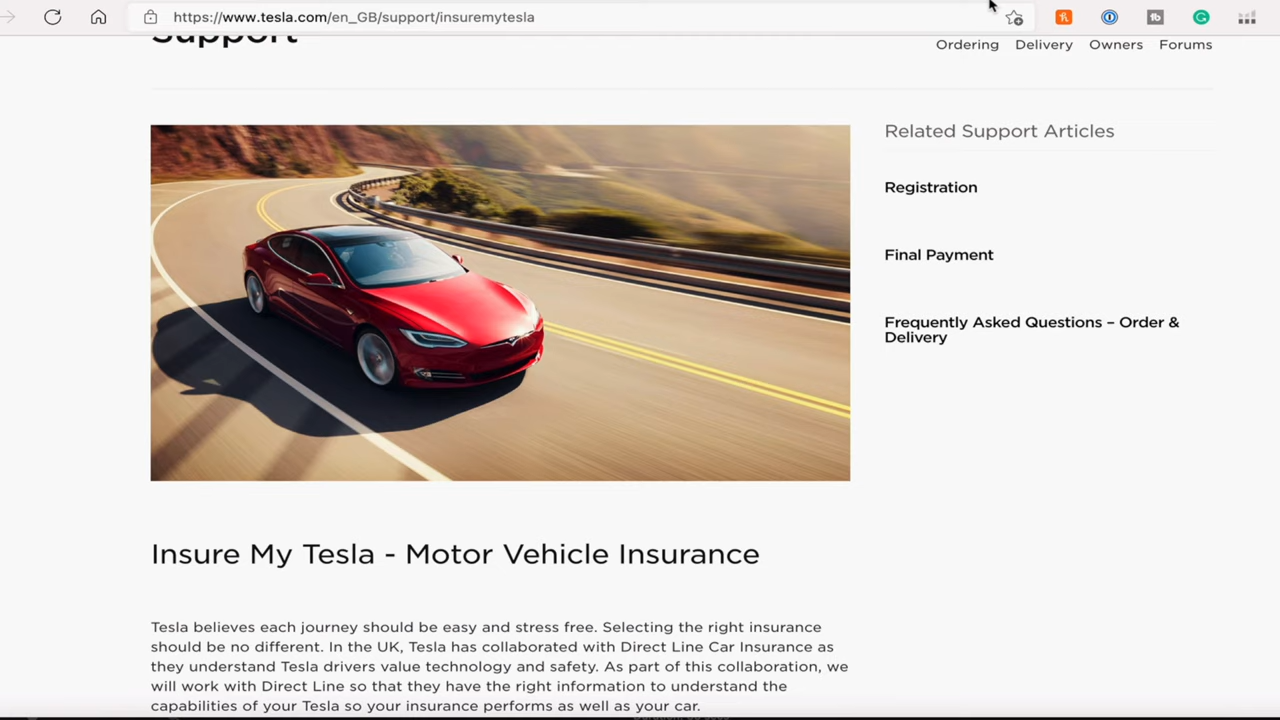 https://www.tesla.com/en_GB/support/insuremytesla
Support
Ordering Delivery Owners Forums
Related Support Articles
Registration
Final Payment
Frequently Asked Questions – Order &
Delivery
Insure My Tesla - Motor Vehicle Insurance
Tesla believes each journey should be easy and stress free. Selecting the right insurance
should be no different. In the UK, Tesla has collaborated with Direct Line Car Insurance as
they understand Tesla drivers value technology and safety. As part of this collaboration, we
will work with Direct Line so that they have the right information to understand the
capabilities of your Tesla so your insurance performs as well as your car.